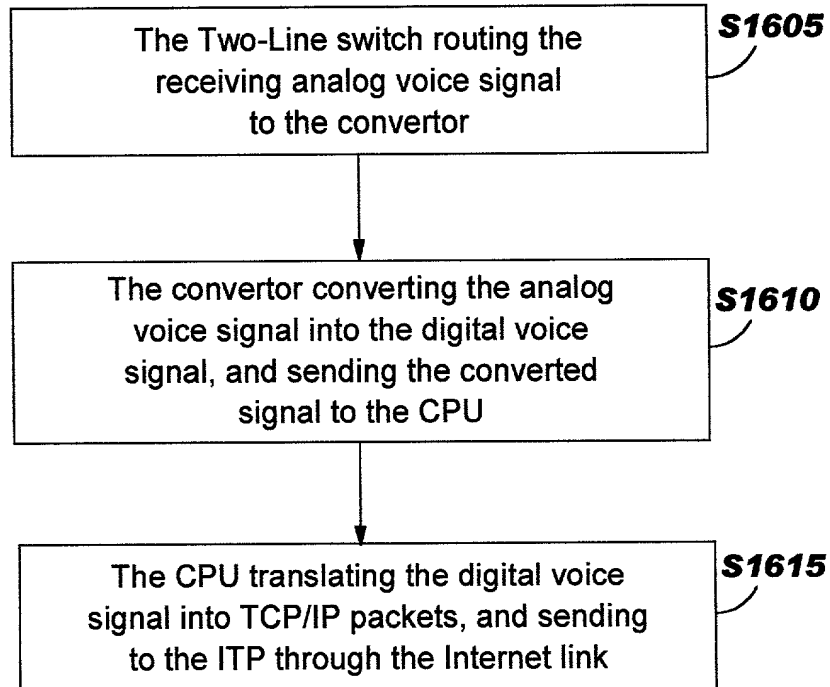 The Two-Line switch routing the
receiving analog voice signal
to the convertor
S1605
The convertor converting the analog
voice signal into the digital voice
signal, and sending the converted
signal to the CPU
S1610
The CPU translating the digital voice
signal into TCP/IP packets, and sending
to the ITP through the Internet link
S1615